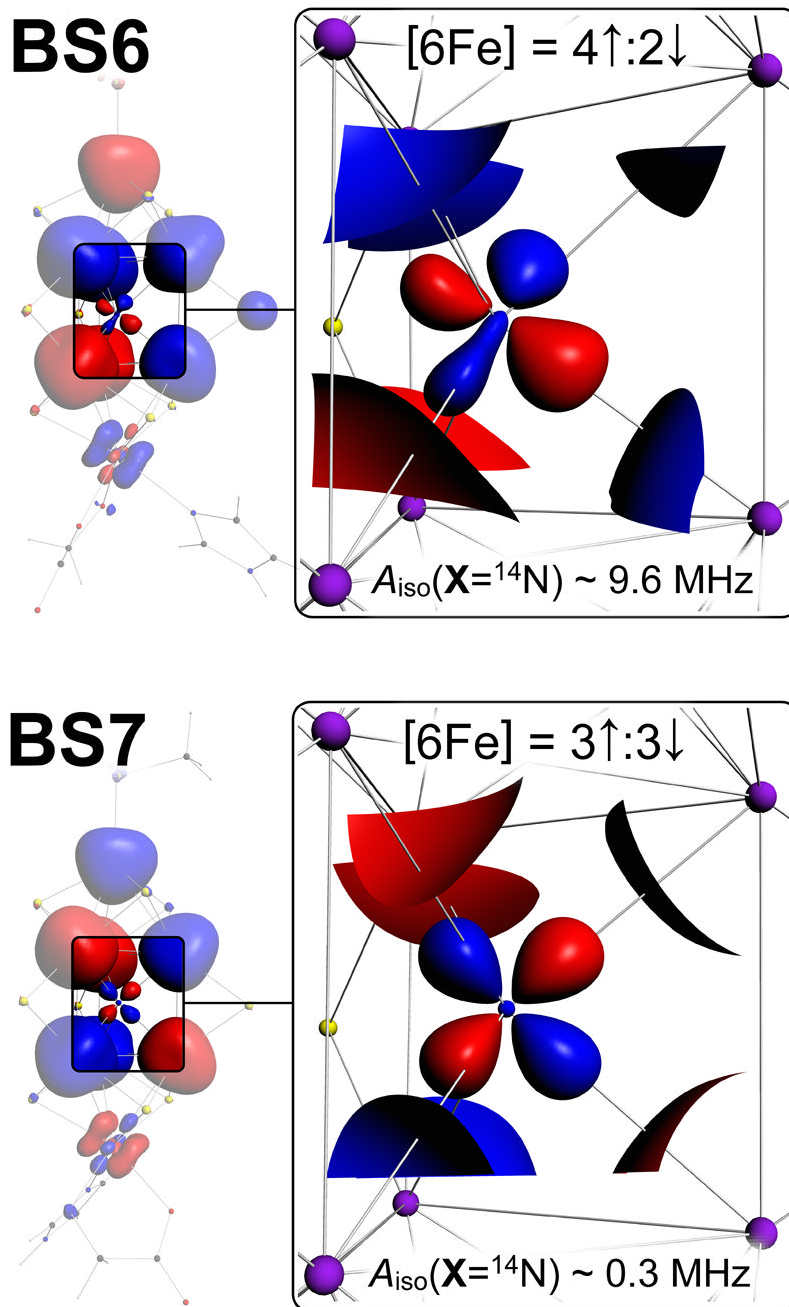 BS6
[6Fe] = 4↑:2↓
Aiso(X=¹⁴N) ~ 9.6 MHz
BS7
[6Fe] = 3↑:3↓
Aiso(X=¹⁴N) ~ 0.3 MHz